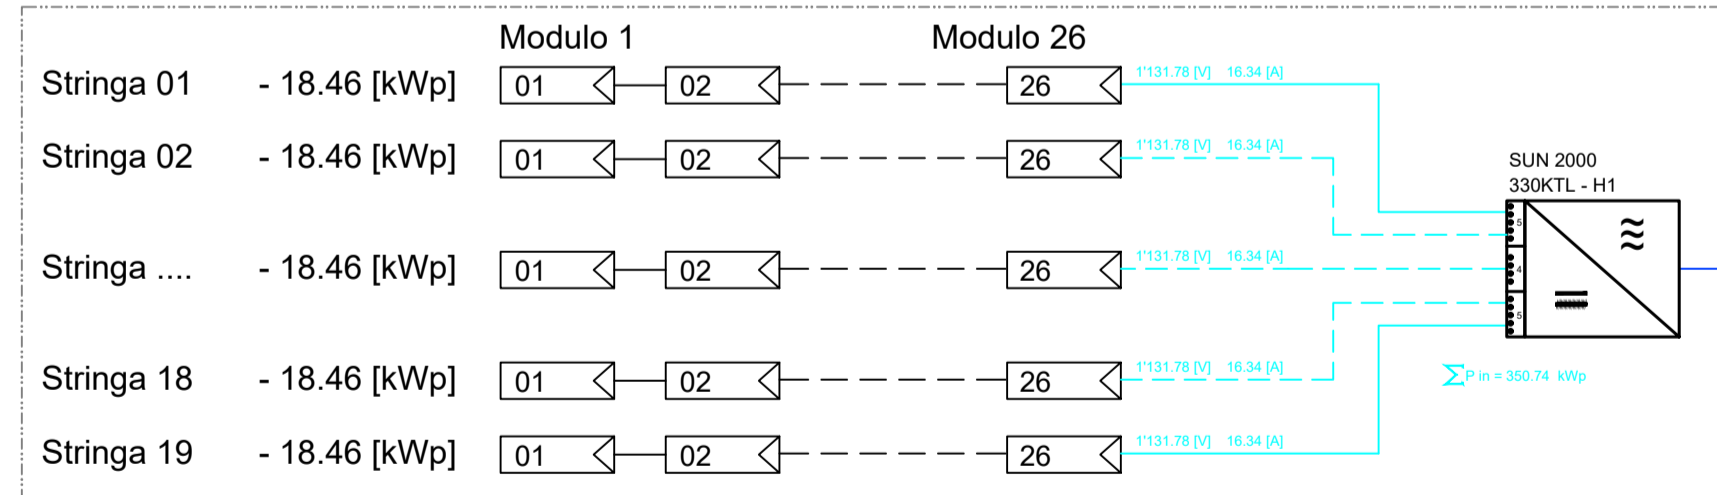 Modulo 1 Modulo 26
Stringa 01 - 18.46 [kWp] 01 02 26 1'131.78 [V] 16.34 [A]
Stringa 02 - 18.46 [kWp] 01 02 26 1'131.78 [V] 16.34 [A]
SUN 2000
330KTL - H1
5
Stringa .... - 18.46 [kWp] 01 02 26 1'131.78 [V] 16.34 [A]
4
5
Stringa 18 - 18.46 [kWp] 01 02 26 1'131.78 [V] 16.34 [A]
∑P in = 350.74 kWp
Stringa 19 - 18.46 [kWp] 01 02 26 1'131.78 [V] 16.34 [A]